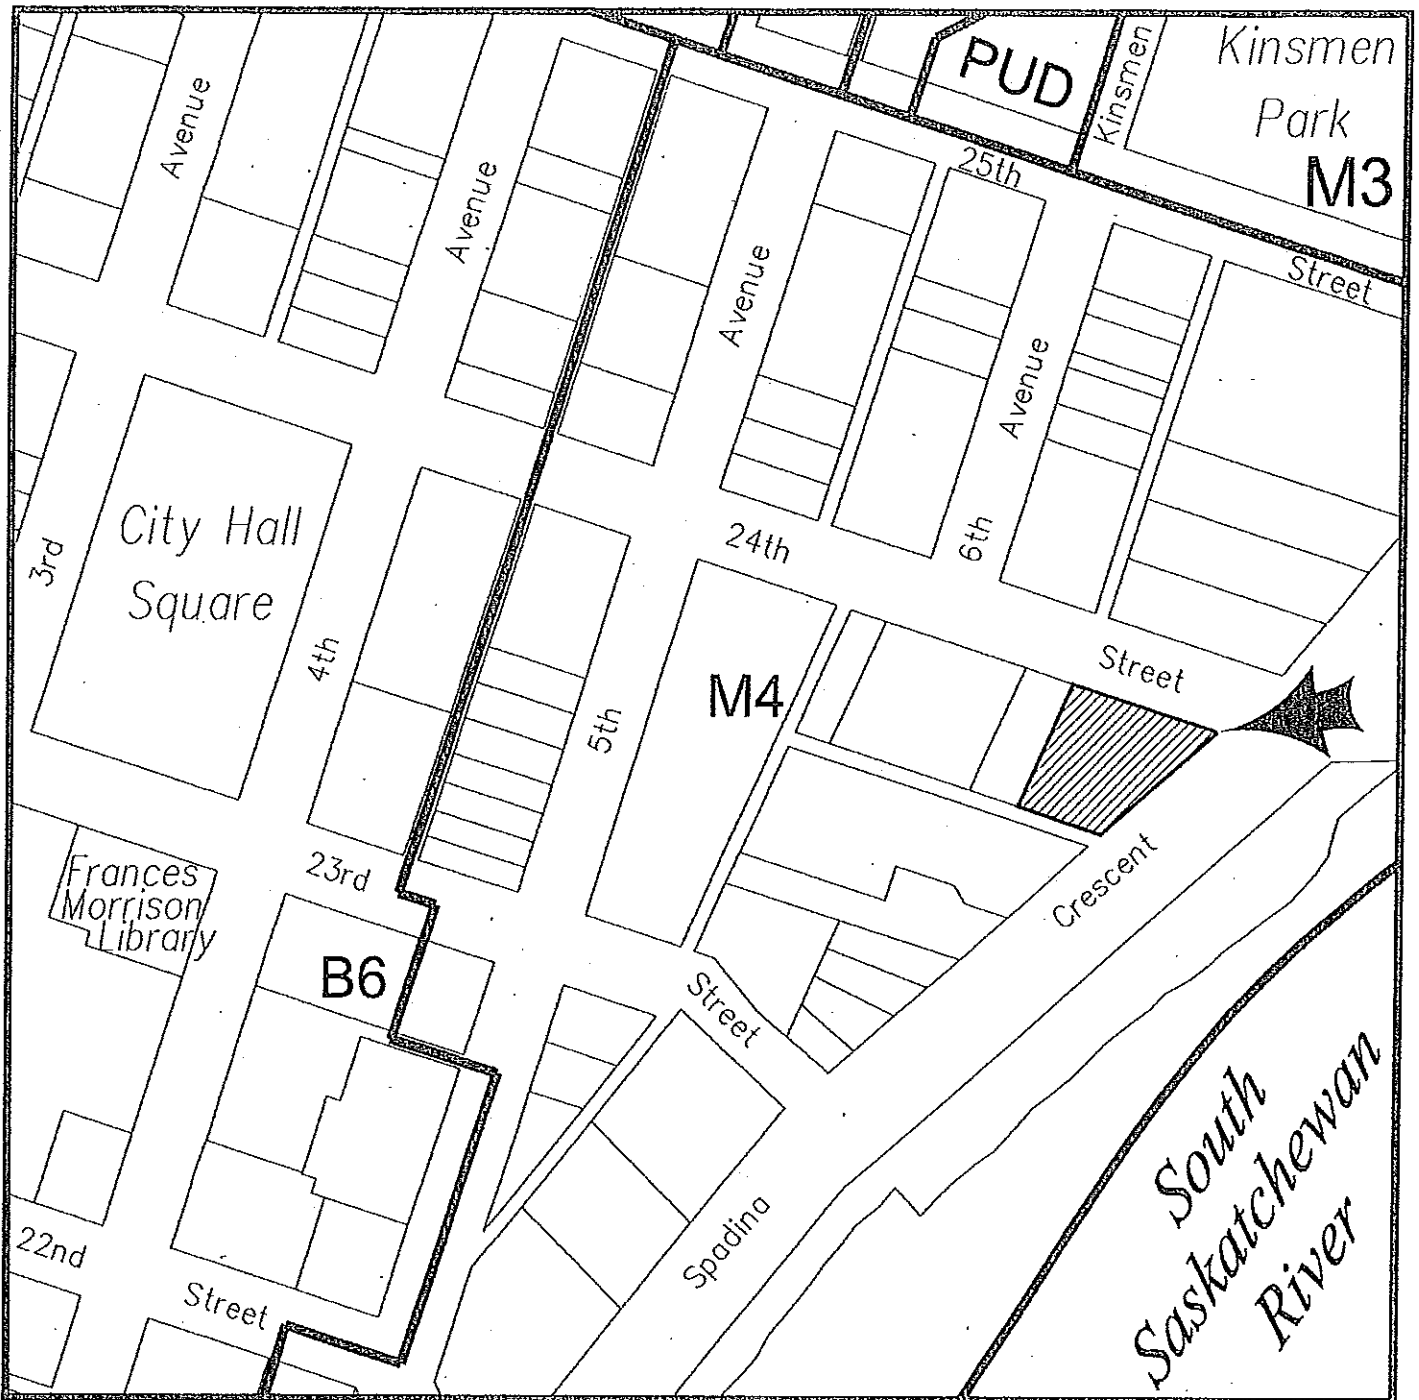 Kinsmen
Park
M3
PUD
Kinsmen
Avenue
Avenue
Avenue
Avenue
25th
Street
City Hall
Square
3rd
4th
24th
6th
Street
M4
5th
23rd
Frances
Morrison
Library
B6
Street
Crescent
Spadina
22nd
Street
South
Saskatchewan
River